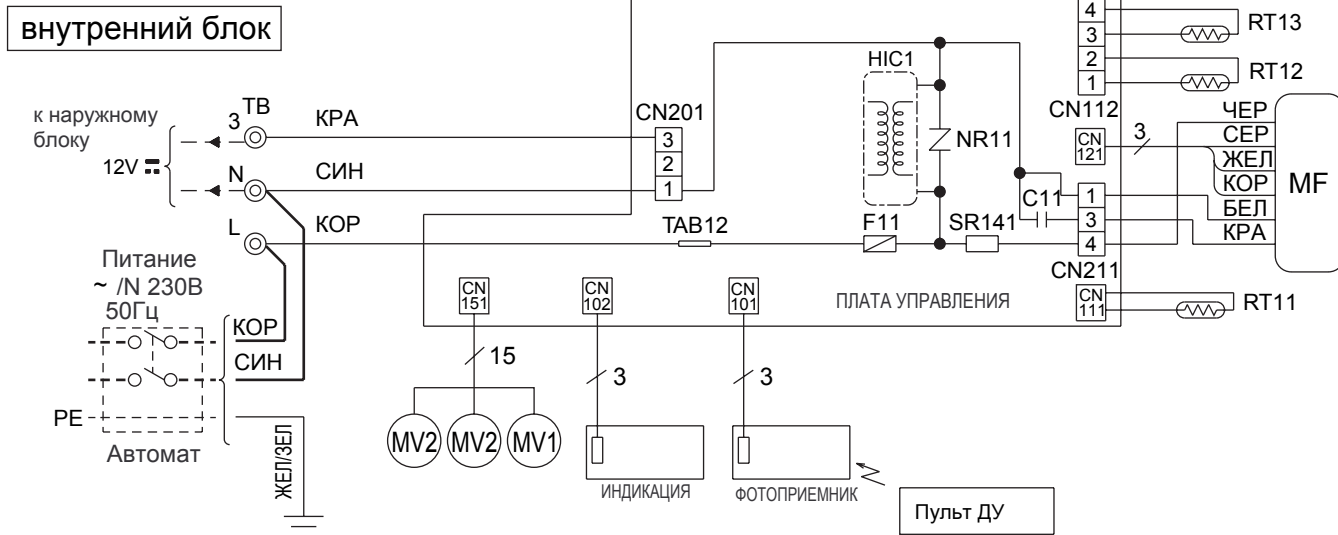 внутренний блок
4
3
RT13
2
1
RT12
HIC1
к наружному
блоку
ТВ
3
КРА
CN201
3
2
1
NR11
CN112
CN
121
3
ЧЕР
СЕР
ЖЕЛ
КОР
БЕЛ
КРА
MF
12V
N
СИН
L
КОР
TAB12
F11
SR141
C11
1
3
4
CN211
Питание
~ /N 230В
50Гц
КОР
СИН
PE
Автомат
ЖЕЛ/ЗЕЛ
CN
151
CN
102
CN
101
ПЛАТА УПРАВЛЕНИЯ
CN
111
RT11
15
3
3
MV2
MV2
MV1
ИНДИКАЦИЯ
ФОТОПРИЕМНИК
Пульт ДУ